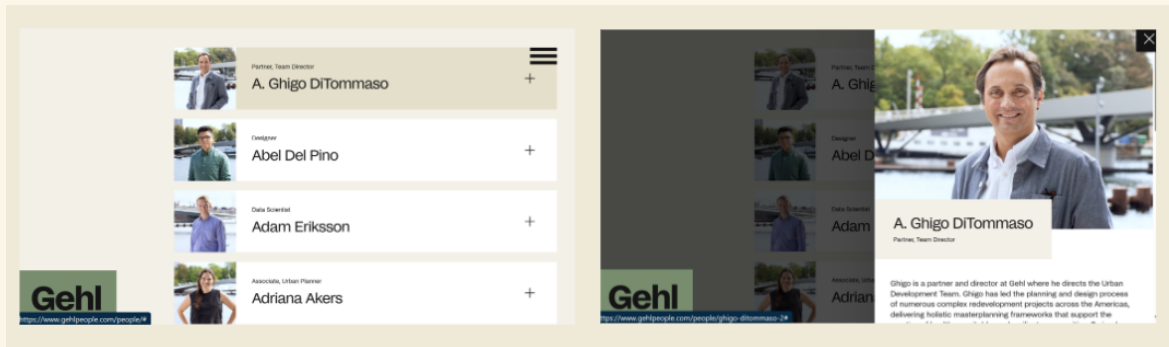 Partner, Team Director
A. Ghigo DiTommaso
Designer
Abel Del Pino
Data Scientist
Adam Eriksson
Associate, Urban Planner
Adriana Akers
Gehl
https://www.gehlpeople.com/people/#
Partner, Team D
A. Ghig
Designer
Abel D
Data Scientist
Adam
Associate, urba
Adrian
Gehl
ttps://www.gehlpeople.com/people/ghigo-ditommaso-2#
A. Ghigo DiTommaso
Partner, Team Director
Ghigo is a partner and director at Gehl where he directs the Urban
Development Team. Ghigo has led the planning and design process
of numerous complex redevelopment projects across the Americas,
delivering holistic masterplanning frameworks that support the